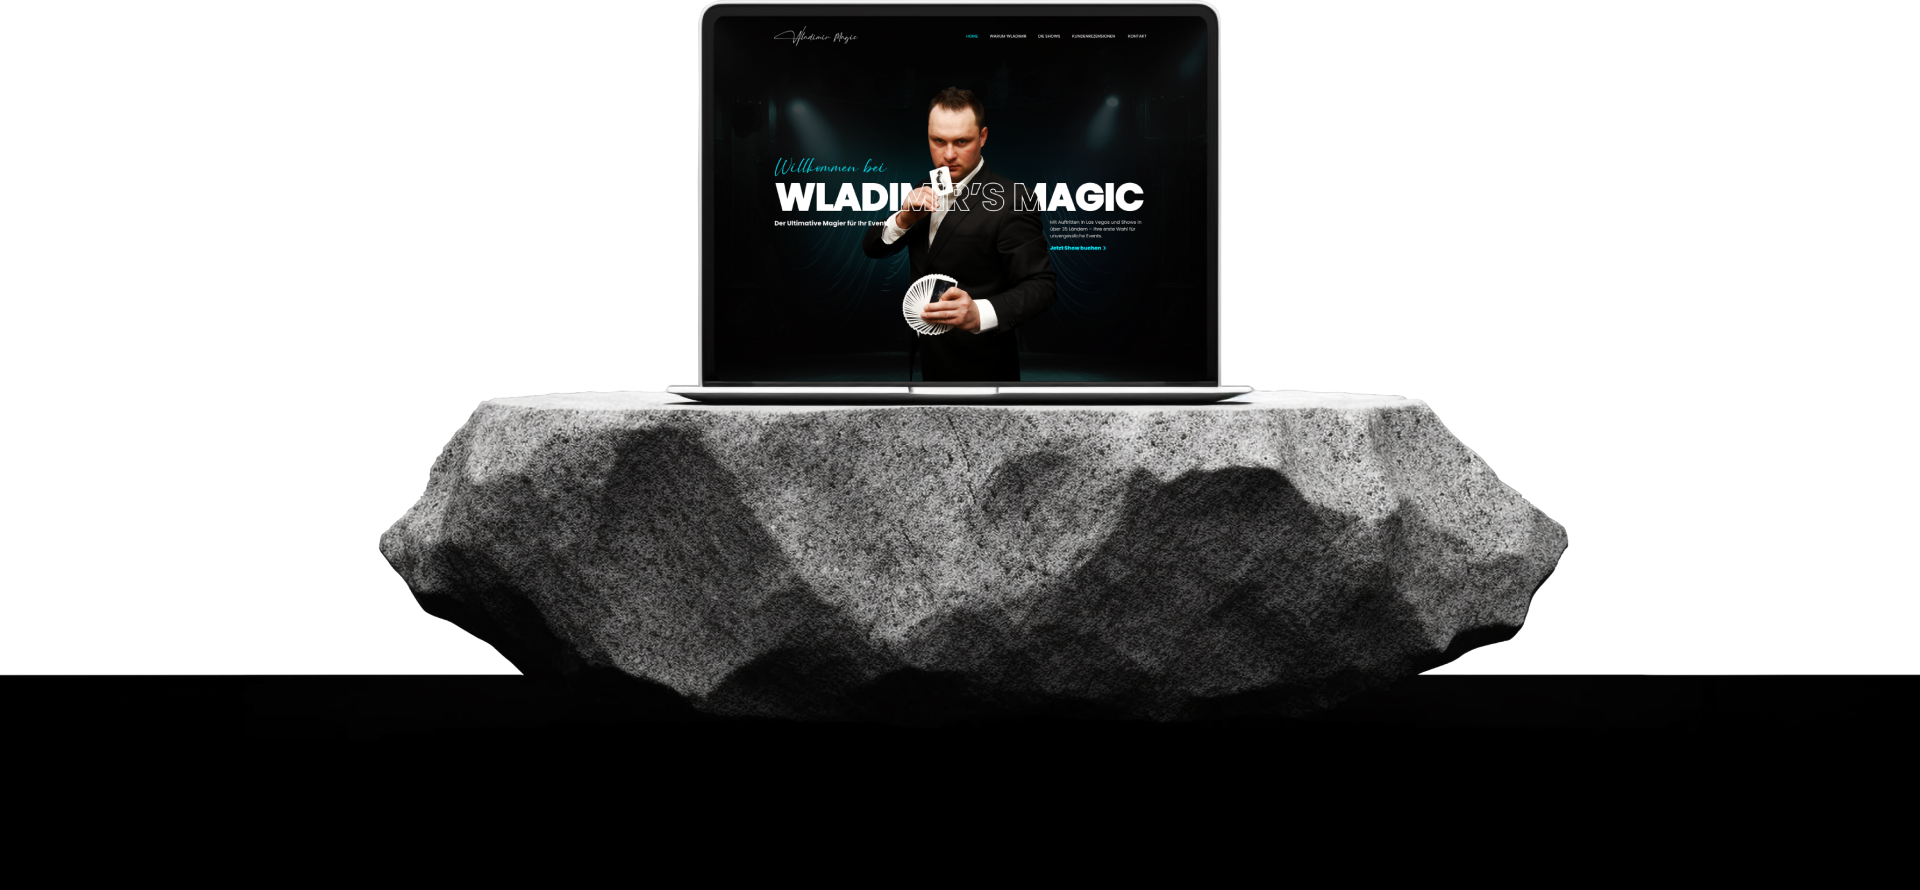 Wladimir Magic
HOME WARUM WLADIMIR DIE SHOWS KUNDENREZENSIONEN KONTAKT
Willkommen bei
WLADIMIR'S MAGIC
Der Ultimative Magier für Ihr Event
Mit Auftritten in Las Vegas und Shows in
über 35 Ländern – Ihre erste Wahl für
unvergessliche Events.
Jetzt Show buchen